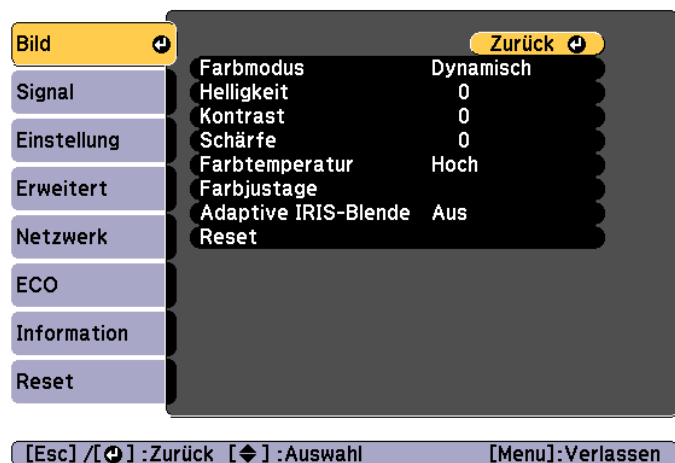 Bild
Signal
Einstellung
Erweitert
Netzwerk
ECO
Information
Reset
Zurück
Farbmodus Dynamisch
Helligkeit 0
Kontrast 0
Schärfe 0
Farbtemperatur Hoch
Farbjustage
Adaptive IRIS-Blende Aus
Reset
[Esc] /[⏎] :Zurück [◆] :Auswahl [Menu]:Verlassen